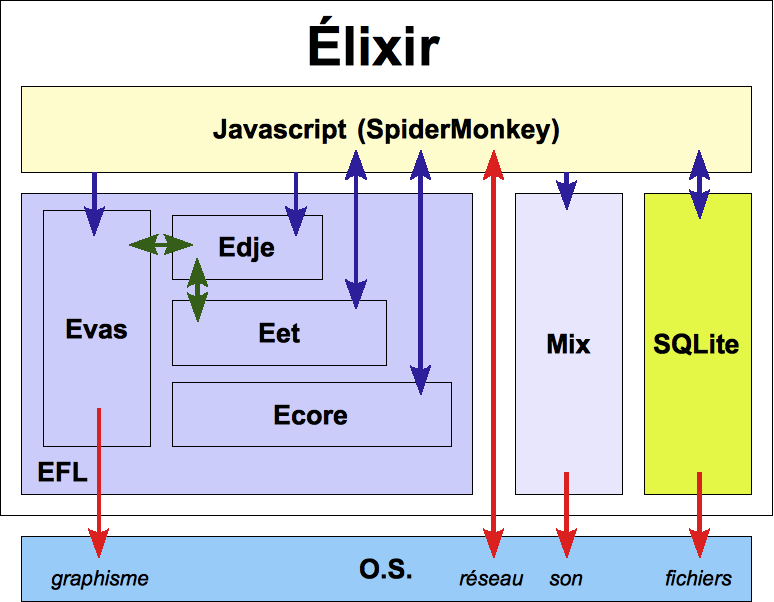 Élixir
Javascript (SpiderMonkey)
Edje
Evas
Eet
Mix
SQLite
Ecore
EFL
O.S.
graphisme
réseau
son
fichiers